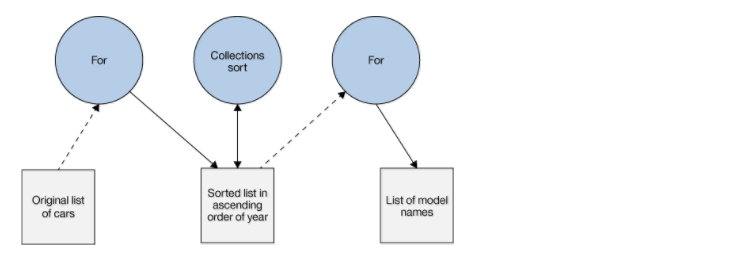 For
Collections
sort
For
Original list
of cars
Sorted list in
ascending
order of year
List of model
names